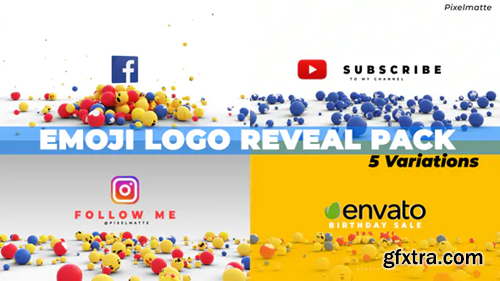 Pixelmatte
f
SUBSCRIBE
TO MY CHANNEL
EMOJI LOGO REVEAL PACK
5 Variations
FOLLOW ME
@PIXELMATTE
envato
BIRTHDAY SALE
gfxtra.com